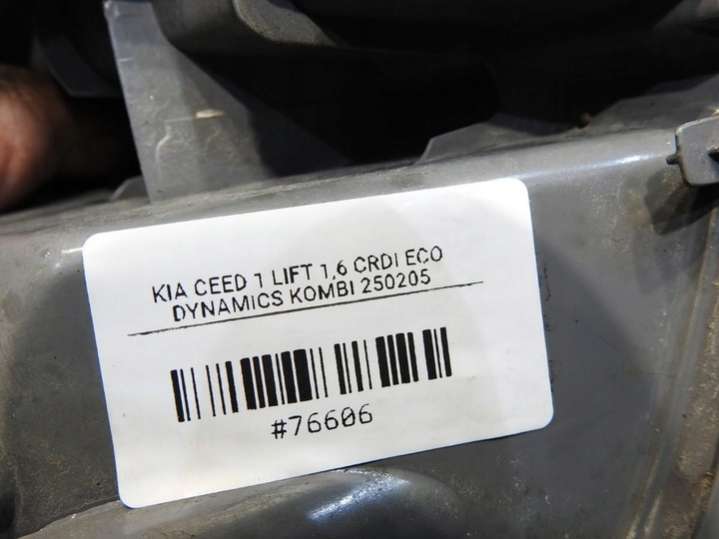 KIA CEED 1 LIFT 1,6 CRDI ECO
DYNAMICS KOMBI 250205
#76606